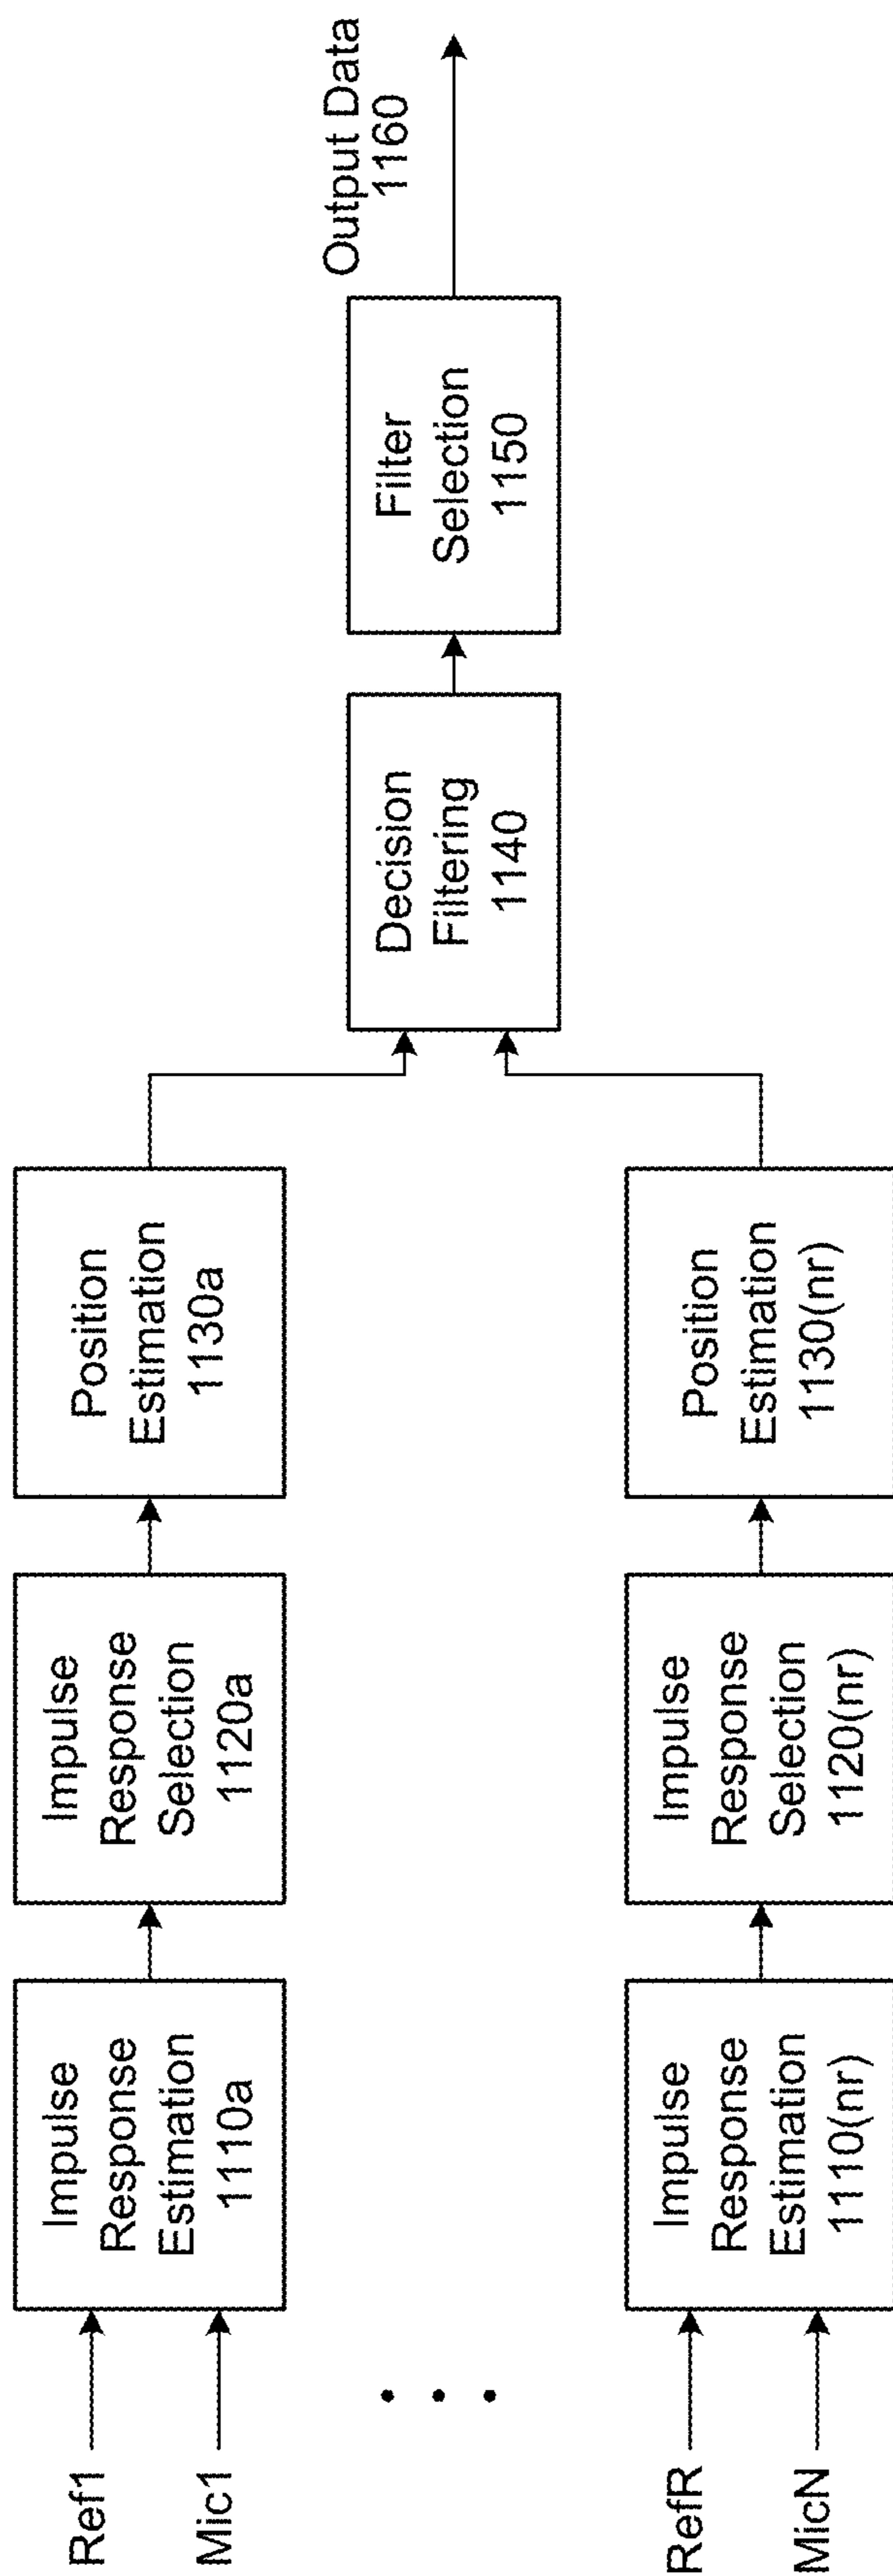 Ref1
Mic1
Impulse
Response
Estimation
1110a
Impulse
Response
Selection
1120a
Position
Estimation
1130a
RefR
MicN
Impulse
Response
Estimation
1110(nr)
Impulse
Response
Selection
1120(nr)
Position
Estimation
1130(nr)
Decision
Filtering
1140
Filter
Selection
1150
Output Data
1160